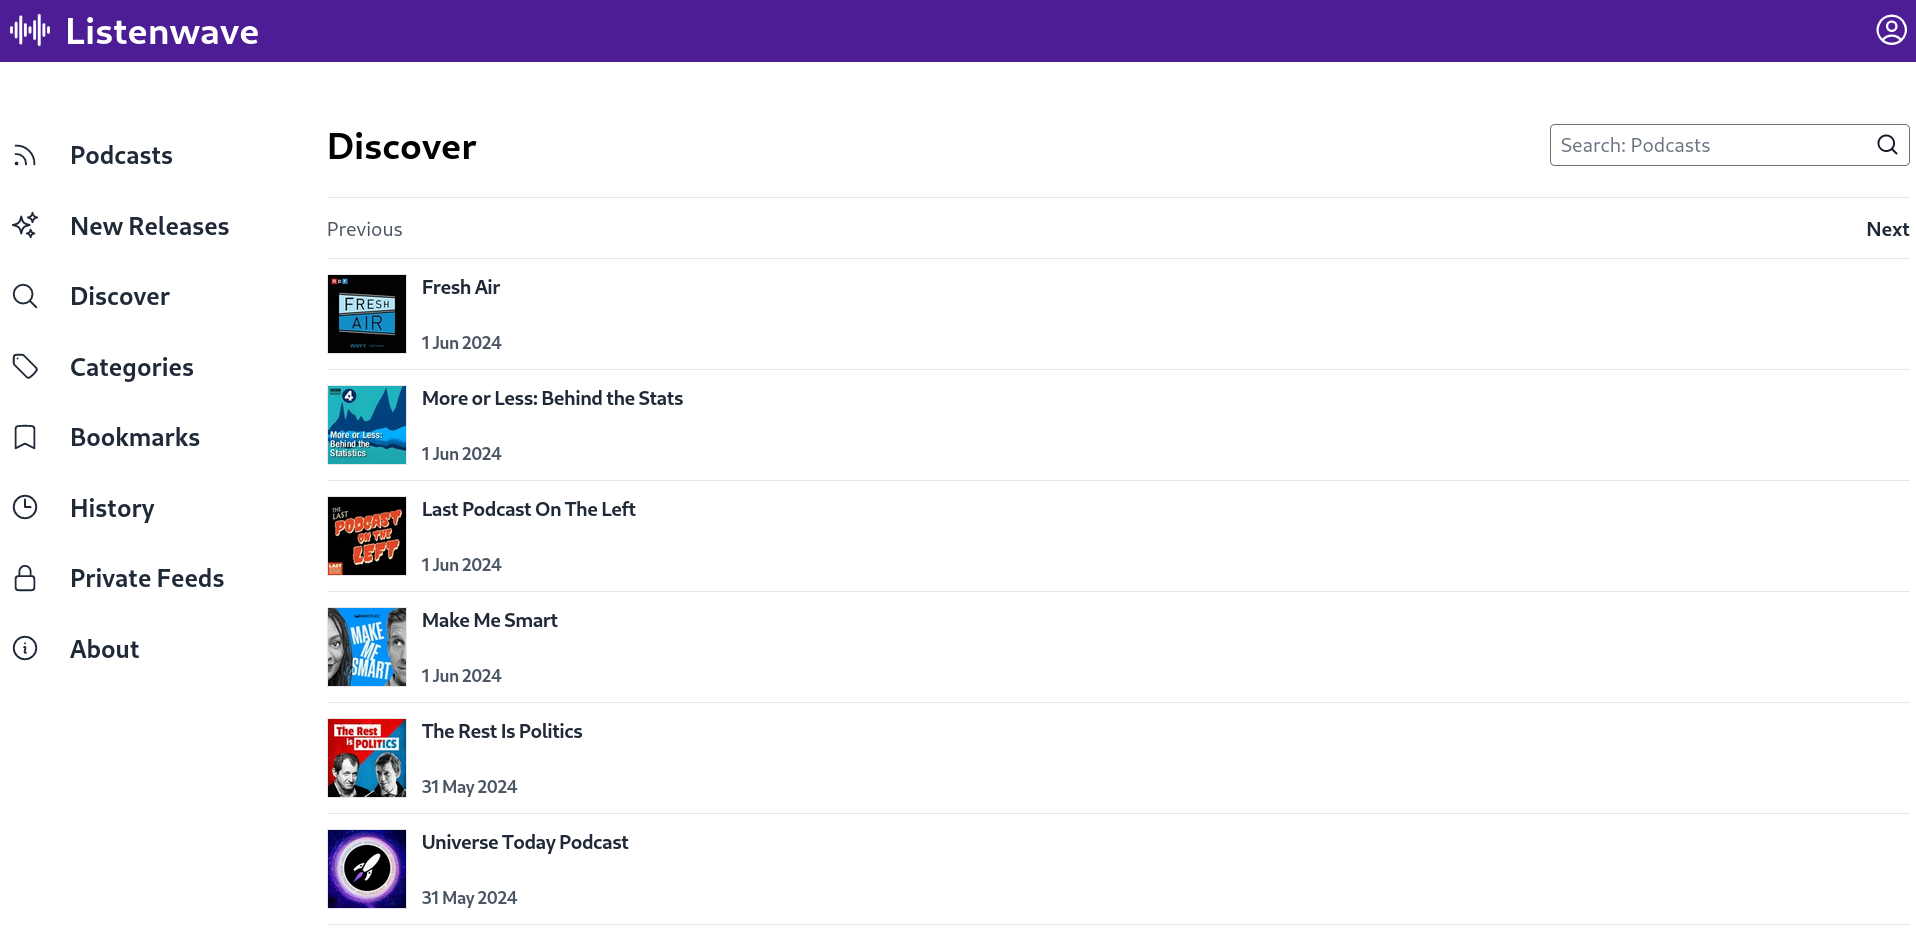 Listenwave
Podcasts
New Releases
Discover
Categories
Bookmarks
History
Private Feeds
About
Discover
Search: Podcasts
Previous
Next
npr
FRESH
AIR
WHYY
Fresh Air
1 Jun 2024
4
More or Less:
Behind the
Statistics
More or Less: Behind the Stats
1 Jun 2024
THE
LAST
PODCAST
ON THE
LEFT
Last Podcast On The Left
1 Jun 2024
MAKE
ME
SMART
Make Me Smart
1 Jun 2024
The Rest
is POLITICS
The Rest Is Politics
31 May 2024
Universe Today Podcast
31 May 2024